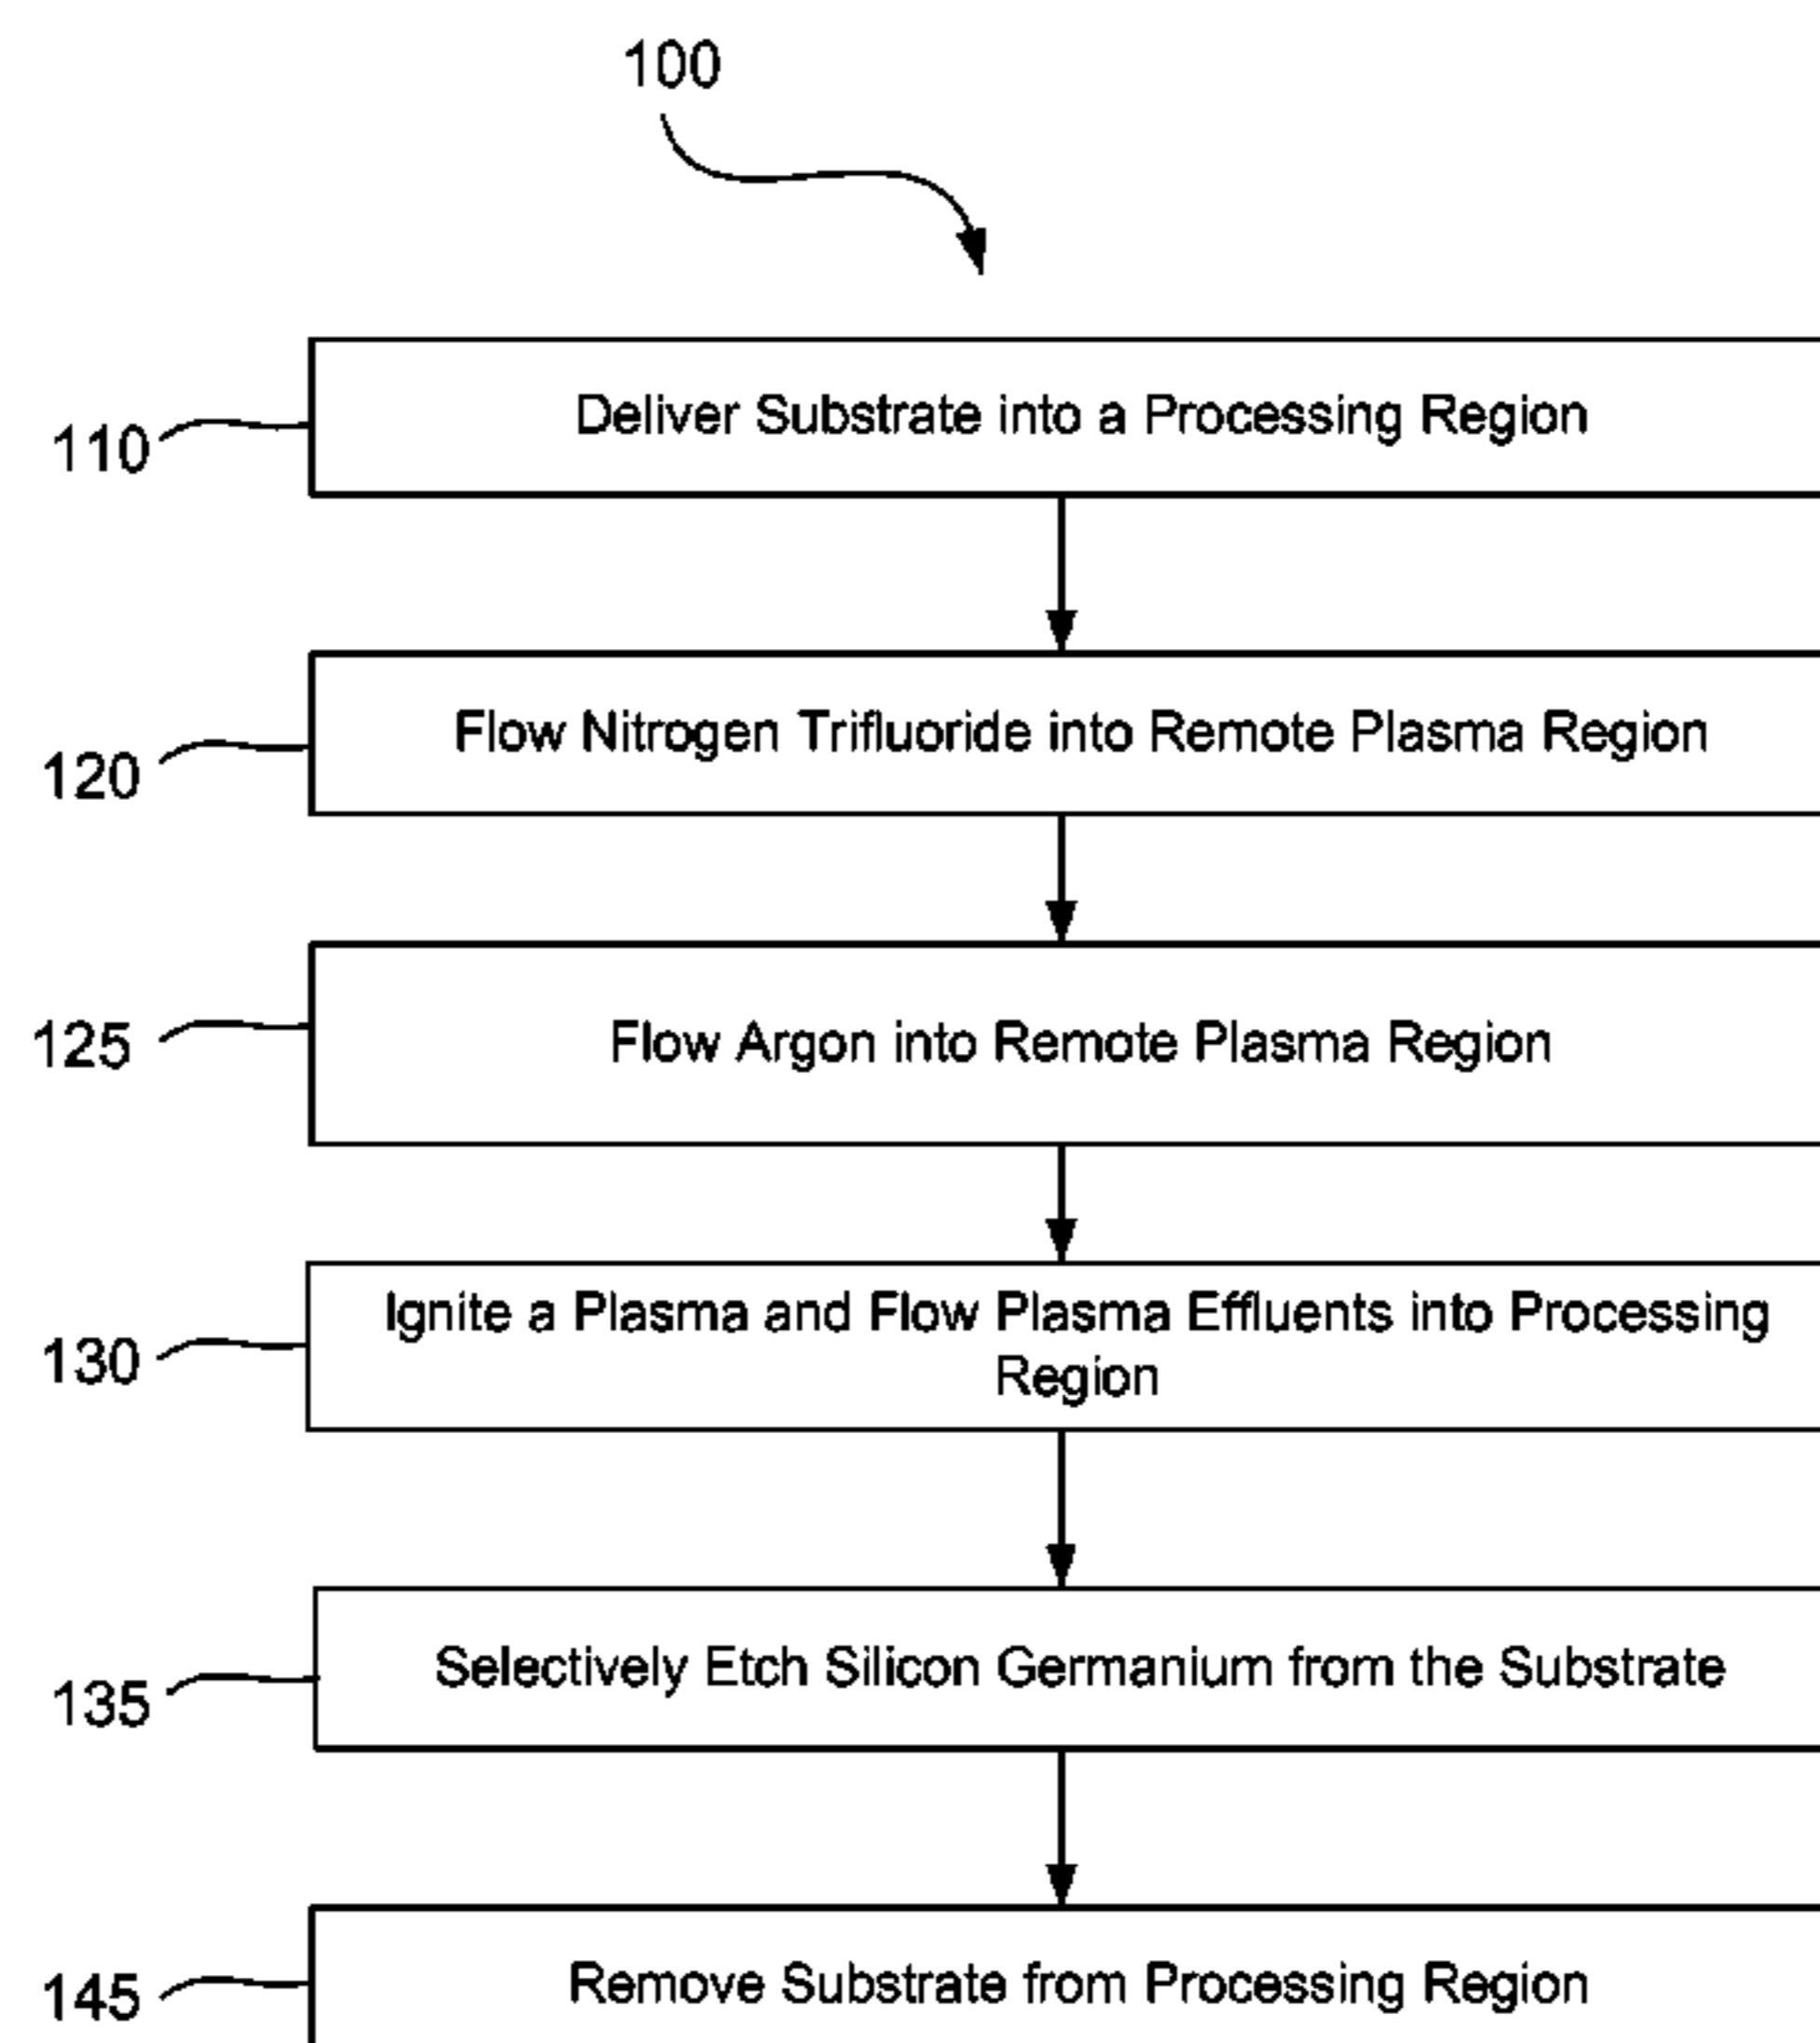 100
110 Deliver Substrate into a Processing Region
120 Flow Nitrogen Trifluoride into Remote Plasma Region
125 Flow Argon into Remote Plasma Region
130 Ignite a Plasma and Flow Plasma Effluents into Processing
Region
135 Selectively Etch Silicon Germanium from the Substrate
145 Remove Substrate from Processing Region